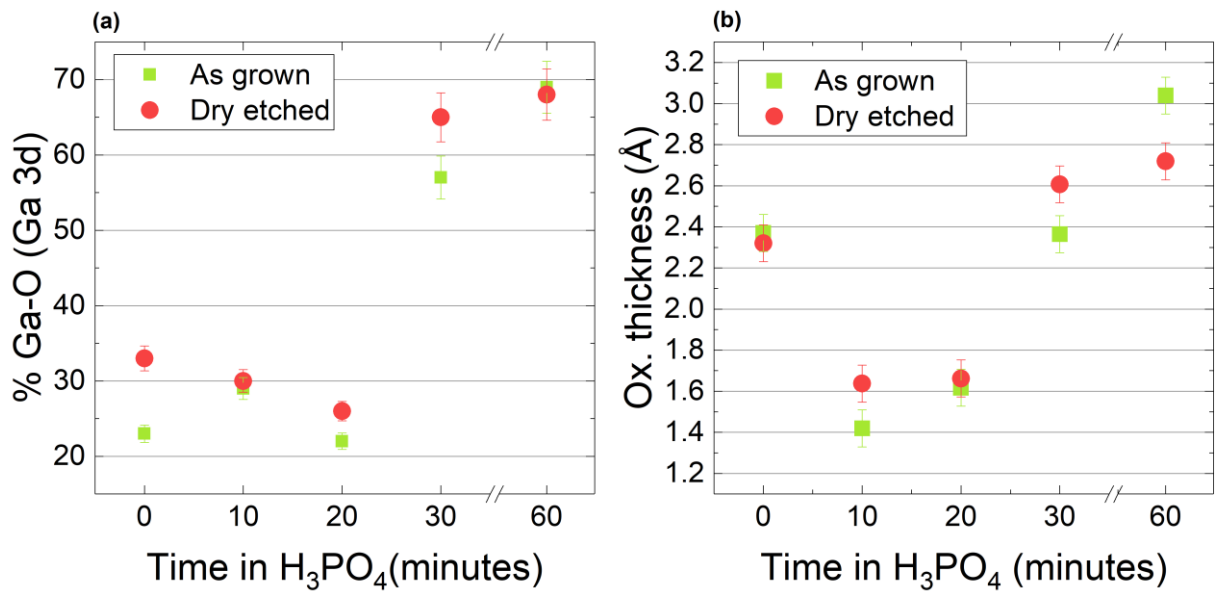 (a)
As grown
Dry etched
% Ga-O (Ga 3d)
70
60
50
40
30
20
0 10 20 30 60
Time in H₃PO₄(minutes)
(b)
As grown
Dry etched
Ox. thickness (Å)
3.2
3.0
2.8
2.6
2.4
2.2
2.0
1.8
1.6
1.4
1.2
0 10 20 30 60
Time in H₃PO₄ (minutes)